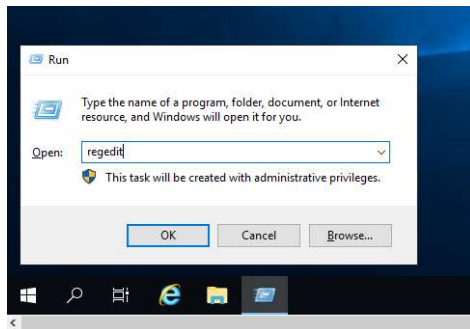 Run
Type the name of a program, folder, document, or Internet
resource, and Windows will open it for you.
Open: regedit
This task will be created with administrative privileges.
OK Cancel Browse...